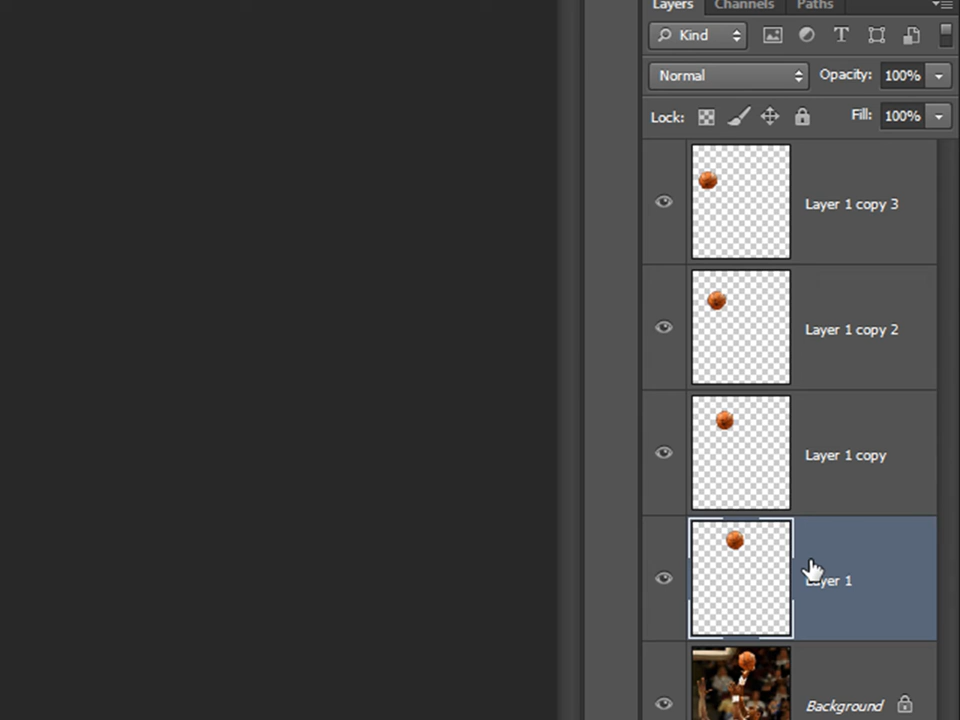 Layers Channels Paths
Kind
Normal Opacity: 100%
Lock: Fill: 100%
Layer 1 copy 3
Layer 1 copy 2
Layer 1 copy
Layer 1
Background